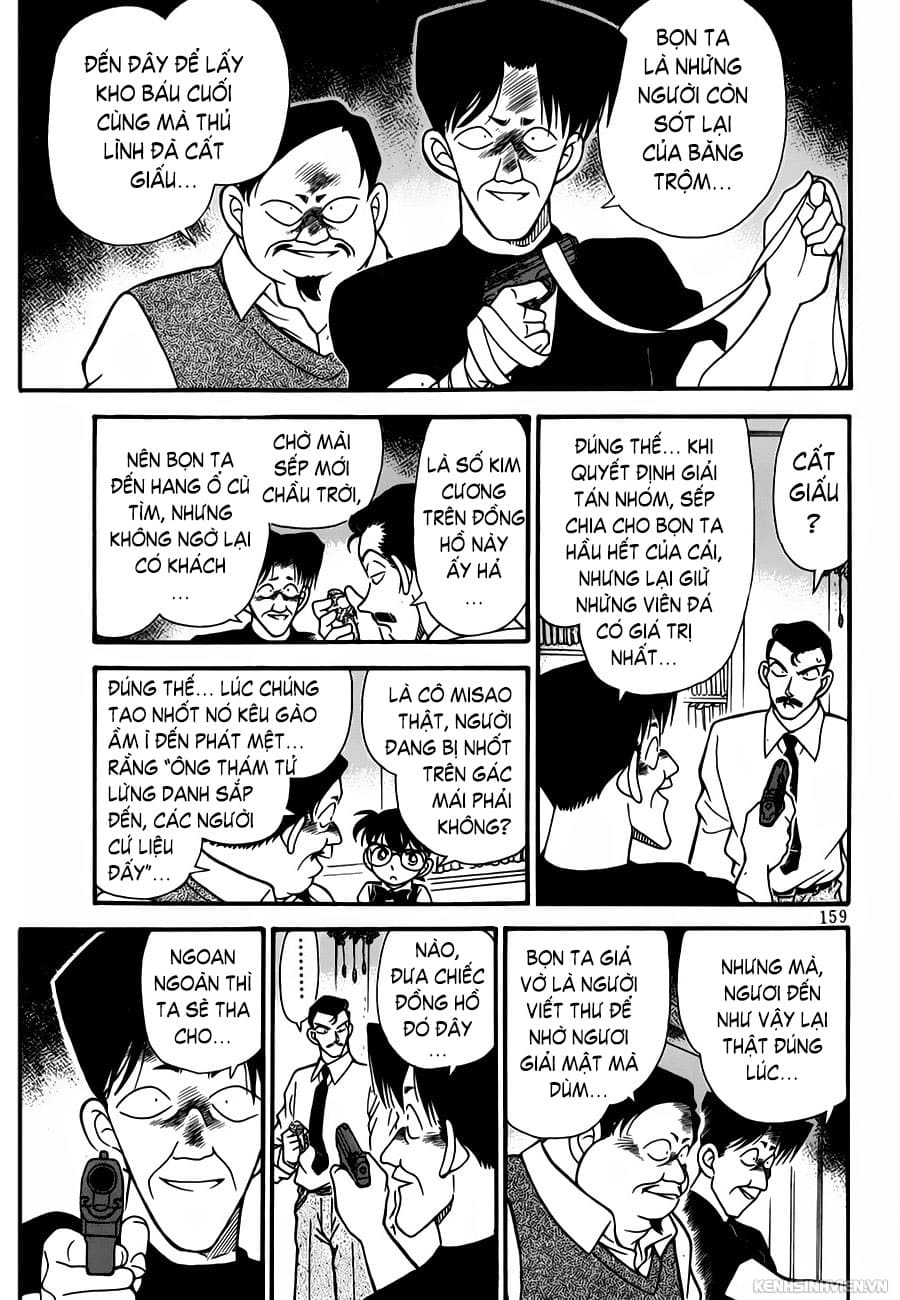 BỌN TA
LÀ NHỮNG
NGƯỜI CÒN
SÓT LẠI
CỦA BĂNG
TRỘM...
ĐẾN ĐÂY ĐỂ LẤY
KHO BÁU CUỐI
CÙNG MÀ THỦ
LĨNH ĐÃ CẤT
GIẤU...
CẤT
GIẤU
?
ĐÚNG THẾ... KHI
QUYẾT ĐỊNH GIẢI
TÁN NHÓM, SẾP
CHIA CHO BỌN TA
HẦU HẾT CỦA CẢI,
NHƯNG LẠI GIỮ
NHỮNG VIÊN ĐÁ
CÓ GIÁ TRỊ
NHẤT...
LÀ SỐ KIM
CƯƠNG
TRÊN ĐỒNG
HỒ NÀY
ẤY HẢ
...
CHỜ MÃI
SẾP MỚI
CHẦU TRỜI,
NÊN BỌN TA
ĐẾN HANG Ổ CŨ
TÌM, NHƯNG
KHÔNG NGỜ LẠI
CÓ KHÁCH
...
LÀ CÔ MISAO
THẬT, NGƯỜI
ĐANG BỊ NHỐT
TRÊN GÁC
MÁI PHẢI
KHÔNG?
ĐÚNG THẾ... LÚC CHÚNG
TAO NHỐT NÓ KÊU GÀO
ẦM Ĩ ĐẾN PHÁT MỆT...
RẰNG “ÔNG THÁM TỬ
LỪNG DANH SẮP
ĐẾN, CÁC NGƯỜI
CỨ LIỆU
ĐẤY”...
159
NHƯNG MÀ,
NGƯƠI ĐẾN
NHƯ VẬY LẠI
THẬT ĐÚNG
LÚC...
BỌN TA GIẢ
VỜ LÀ NGƯỜI
VIẾT THƯ ĐỂ
NHỜ NGƯƠI
GIẢI MẬT MÃ
DÙM...
NÀO,
ĐƯA CHIẾC
ĐỒNG HỒ
ĐÓ ĐÂY
...
.........
NGOAN
NGOÃN THÌ
TA SẼ THA
CHO...
KENHSINHVIEN.VN